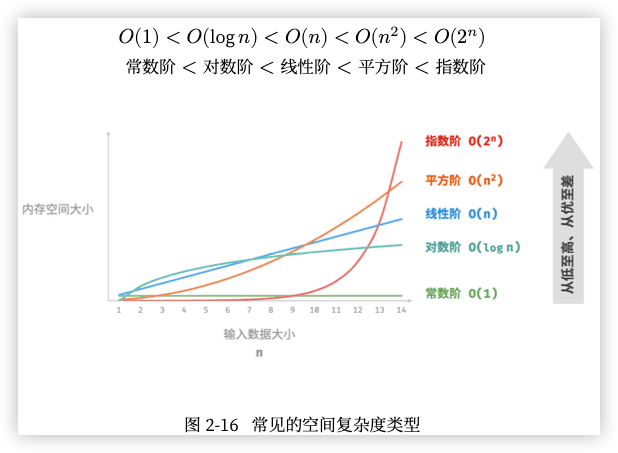 O(1) < O(log n) < O(n) < O(n²) < O(2ⁿ)
常数阶 < 对数阶 < 线性阶 < 平方阶 < 指数阶
指数阶 O(2ⁿ)
平方阶 O(n²)
线性阶 O(n)
对数阶 O(log n)
常数阶 O(1)
从低至高、从优至差
内存空间大小
1 2 3 4 5 6 7 8 9 10 11 12 13 14
输入数据大小
n
图 2-16 常见的空间复杂度类型